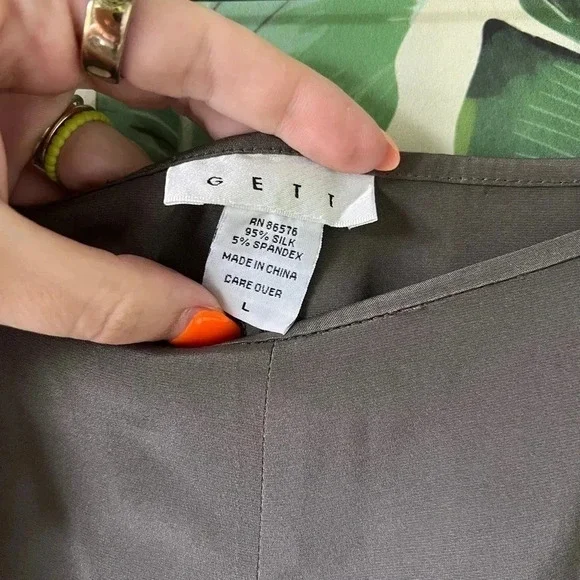 GETT
RN 86576
95% SILK
5% SPANDEX
MADE IN CHINA
CARE OVER
L